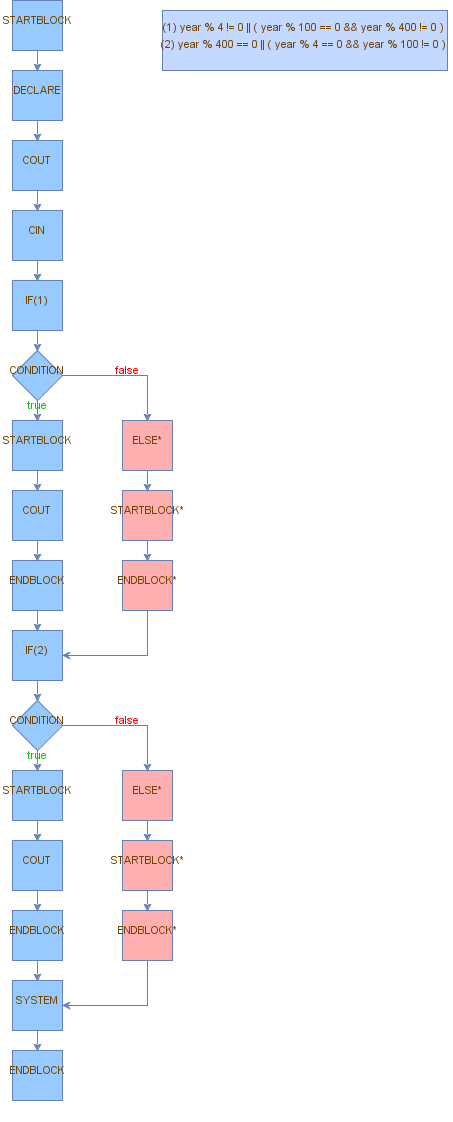 STARTBLOCK
(1) year % 4 != 0 || ( year % 100 == 0 && year % 400 != 0 )
(2) year % 400 == 0 || ( year % 4 == 0 && year % 100 != 0 )
DECLARE
COUT
CIN
IF(1)
CONDITION
false
true
STARTBLOCK
ELSE*
COUT
STARTBLOCK*
ENDBLOCK
ENDBLOCK*
IF(2)
CONDITION
false
true
STARTBLOCK
ELSE*
COUT
STARTBLOCK*
ENDBLOCK
ENDBLOCK*
SYSTEM
ENDBLOCK